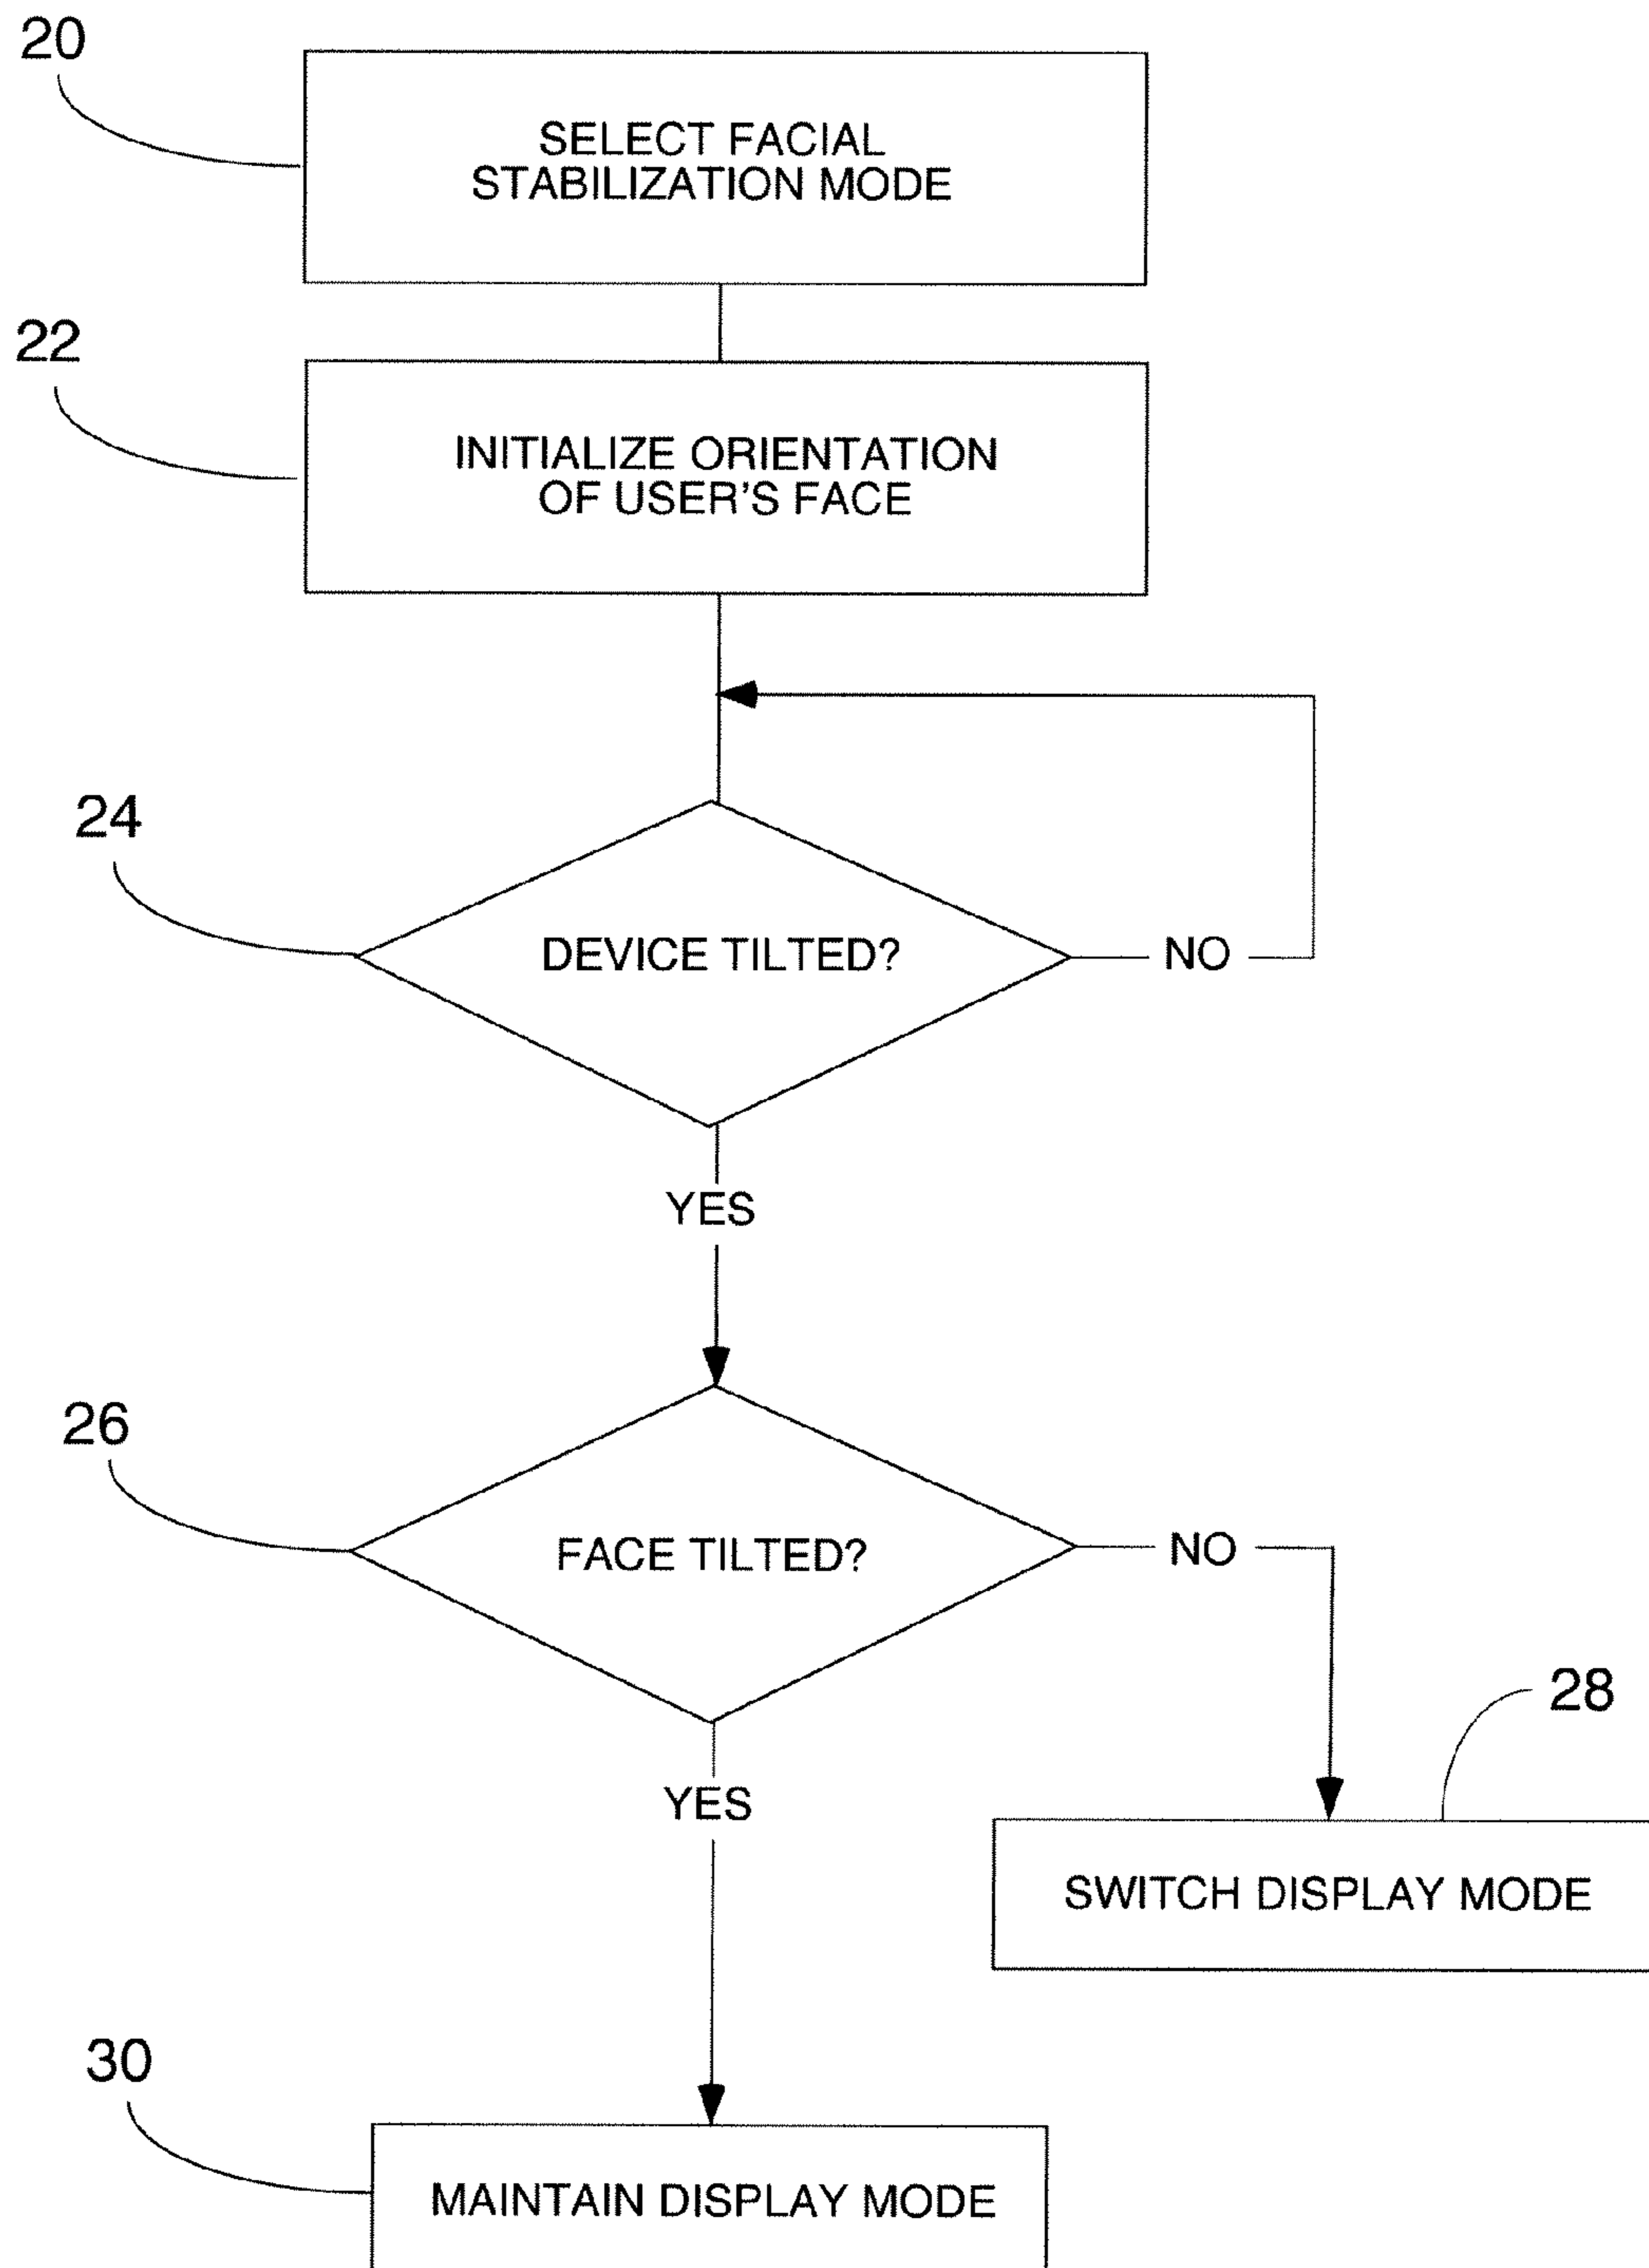 20
SELECT FACIAL
STABILIZATION MODE
22
INITIALIZE ORIENTATION
OF USER'S FACE
24
DEVICE TILTED?
NO
YES
26
FACE TILTED?
NO
28
YES
SWITCH DISPLAY MODE
30
MAINTAIN DISPLAY MODE